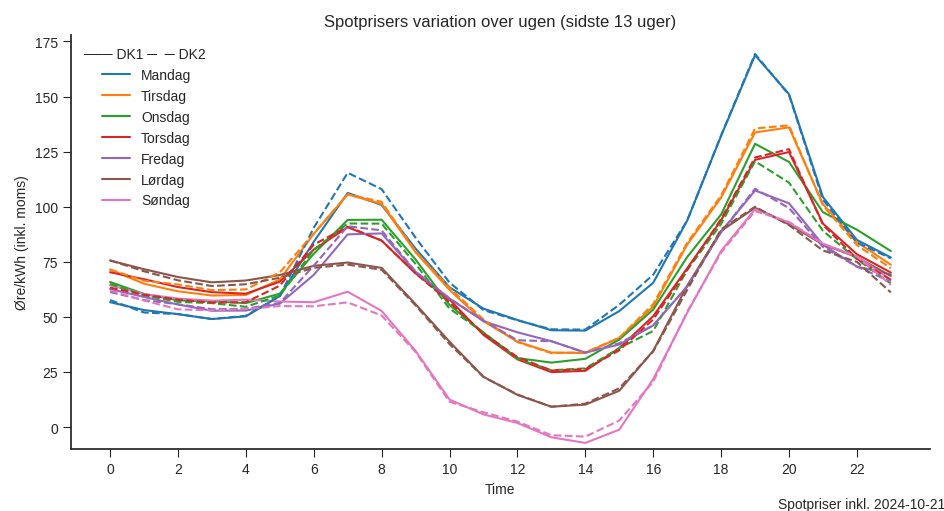 Spotprisers variation over ugen (sidste 13 uger)
175
150
125
100
75
50
25
0
Øre/kWh (inkl. moms)
DK1 DK2
Mandag
Tirsdag
Onsdag
Torsdag
Fredag
Lørdag
Søndag
0 2 4 6 8 10 12 14 16 18 20 22
Time
Spotpriser inkl. 2024-10-21